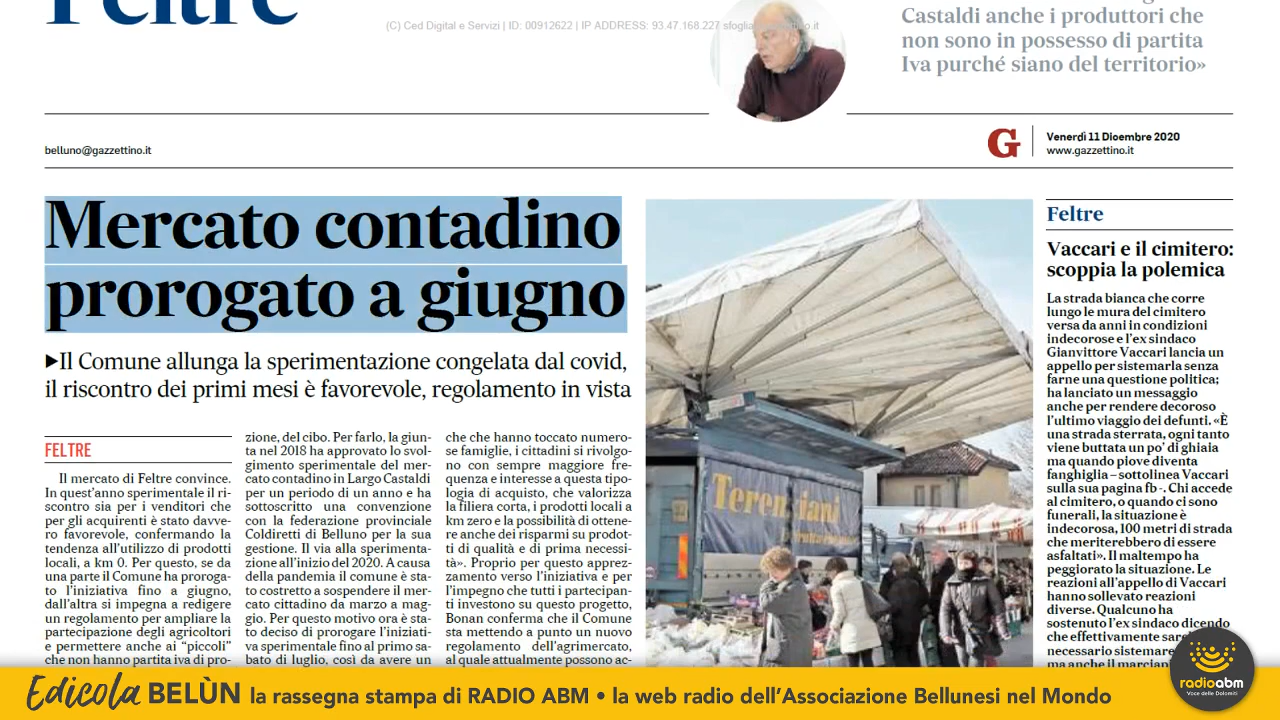 Feltre
(C) Ced Digital e Servizi | ID: 00912622 | IP ADDRESS: 93.47.168.227
Castaldi anche i produttori che
non sono in possesso di partita
Iva purché siano del territorio»
belluno@gazzettino.it
G
Venerdì 11 Dicembre 2020
www.gazzettino.it
Mercato contadino
prorogato a giugno
▶Il Comune allunga la sperimentazione congelata dal covid,
il riscontro dei primi mesi è favorevole, regolamento in vista
FELTRE
Il mercato di Feltre convince.
In quest'anno sperimentale il ri-
scontro sia per i venditori che
per gli acquirenti è stato davve-
ro favorevole, confermando la
tendenza all'utilizzo di prodotti
locali, a km 0. Per questo, se da
una parte il Comune ha proroga-
to l'iniziativa fino a giugno,
dall'altra si impegna a redigere
un regolamento per ampliare la
partecipazione degli agricoltori
e permettere anche ai "piccoli"
che non hanno partita iva di pro-
zione, del cibo. Per farlo, la giun-
ta nel 2018 ha approvato lo svol-
gimento sperimentale del mer-
cato contadino in Largo Castaldi
per un periodo di un anno e ha
sottoscritto una convenzione
con la federazione provinciale
Coldiretti di Belluno per la sua
gestione. Il via alla sperimenta-
zione all'inizio del 2020. A causa
della pandemia il comune è sta-
to costretto a sospendere il mer-
cato cittadino da marzo a mag-
gio. Per questo motivo ora è sta-
to deciso di prorogare l'iniziati-
va sperimentale fino al primo sa-
bato di luglio, così da avere un
che che hanno toccato numero-
se famiglie, i cittadini si rivolgo-
no con sempre maggiore fre-
quenza e interesse a questa tipo-
logia di acquisto, che valorizza
la filiera corta, i prodotti locali a
km zero e la possibilità di ottene-
re anche dei risparmi su prodot-
ti di qualità e di prima necessi-
tà». Proprio per questo apprez-
zamento verso l'iniziativa e per
l'impegno che tutti i partecipan-
ti investono su questo progetto,
Bonan conferma che il Comune
sta mettendo a punto un nuovo
regolamento dell'agrimercato,
al quale attualmente possono ac-
Feltre
Vaccari e il cimitero:
scoppia la polemica
La strada bianca che corre
lungo le mura del cimitero
versa da anni in condizioni
indecorose e l'ex sindaco
Gianvittore Vaccari lancia un
appello per sistemarla senza
farne una questione politica;
ha lanciato un messaggio
anche per rendere decoroso
l'ultimo viaggio dei defunti. «È
una strada sterrata, ogni tanto
viene buttata un po' di ghiaia
ma quando piove diventa
fanghiglia – sottolinea Vaccari
sulla sua pagina fb -. Chi accede
al cimitero, o quando ci sono
funerali, la situazione è
indecorosa, 100 metri di strada
che meriterebbero di essere
asfaltati». Il maltempo ha
peggiorato la situazione. Le
reazioni all'appello di Vaccari
hanno sollevato reazioni
diverse. Qualcuno ha
sostenuto l'ex sindaco dicendo
che effettivamente
necessario sistemare
ma anche il
Edicola BELÙN la rassegna stampa di RADIO ABM • la web radio dell'Associazione Bellunesi nel Mondo
radioabm
Voce delle Dolomiti